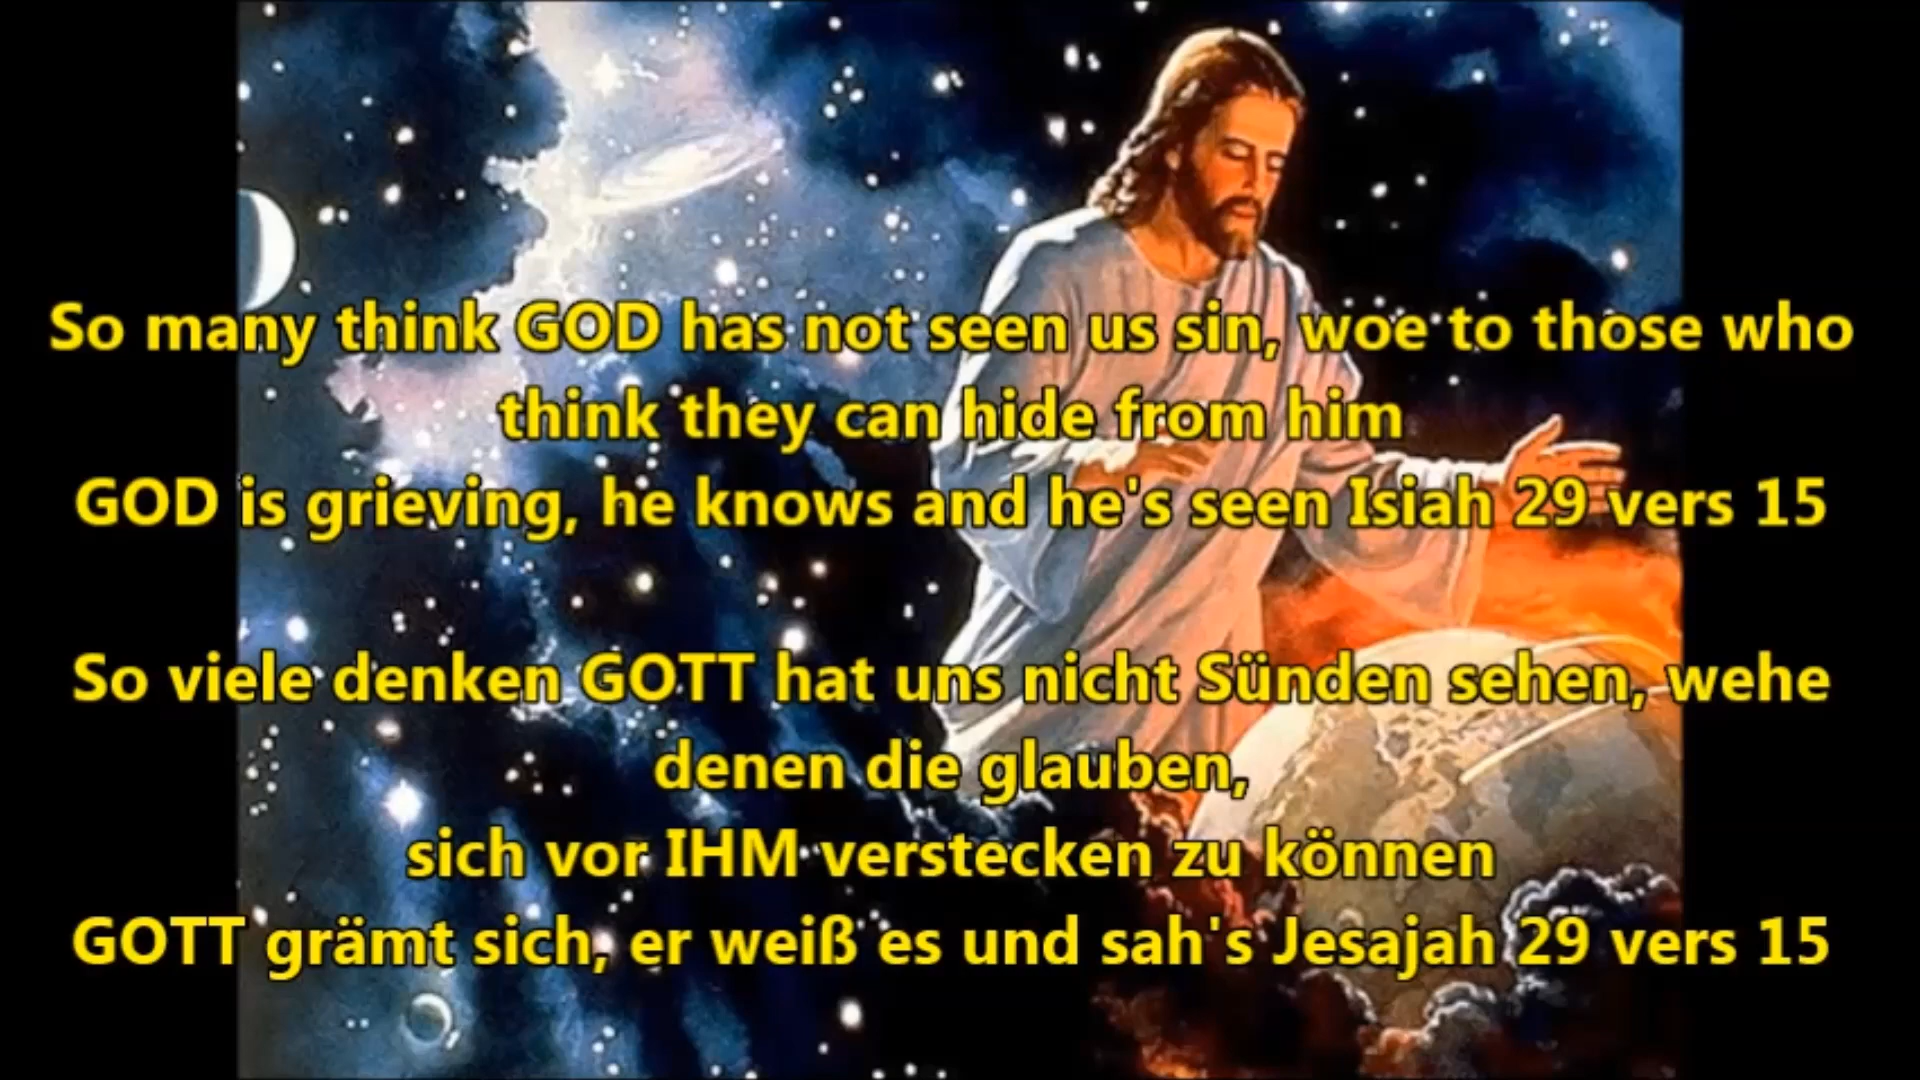 So many think GOD has not seen us sin, woe to those who
think they can hide from him
GOD is grieving, he knows and he's seen Isiah 29 vers 15
So viele denken GOTT hat uns nicht Sünden sehen, wehe
denen die glauben,
sich vor IHM verstecken zu können
GOTT grämt sich, er weiß es und sah's Jesajah 29 vers 15